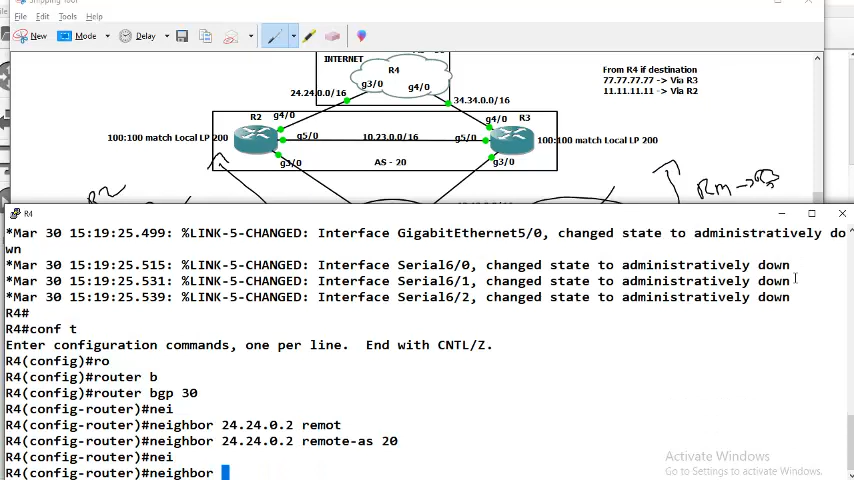 Snipping Tool
File Edit Tools Help
New Mode Delay
INTERNET
R4
g3/0
g4/0
From R4 if destination
77.77.77.77 -> Via R3
11.11.11.11 -> Via R2
24.24.0.0/16
34.34.0.0/16
R2 g4/0
g4/0 R3
100:100 match Local LP 200
g5/0
10.23.0.0/16
g5/0
100:100 match Local LP 200
g3/0
AS - 20
g3/0
R2
Rm
R4
*Mar 30 15:19:25.499: %LINK-5-CHANGED: Interface GigabitEthernet5/0, changed state to administratively do
wn
*Mar 30 15:19:25.515: %LINK-5-CHANGED: Interface Serial6/0, changed state to administratively down
*Mar 30 15:19:25.531: %LINK-5-CHANGED: Interface Serial6/1, changed state to administratively down
*Mar 30 15:19:25.539: %LINK-5-CHANGED: Interface Serial6/2, changed state to administratively down
R4#
R4#conf t
Enter configuration commands, one per line.  End with CNTL/Z.
R4(config)#ro
R4(config)#router b
R4(config)#router bgp 30
R4(config-router)#nei
R4(config-router)#neighbor 24.24.0.2 remot
R4(config-router)#neighbor 24.24.0.2 remote-as 20
R4(config-router)#nei
R4(config-router)#neighbor
Activate Windows
Go to Settings to activate Windows.